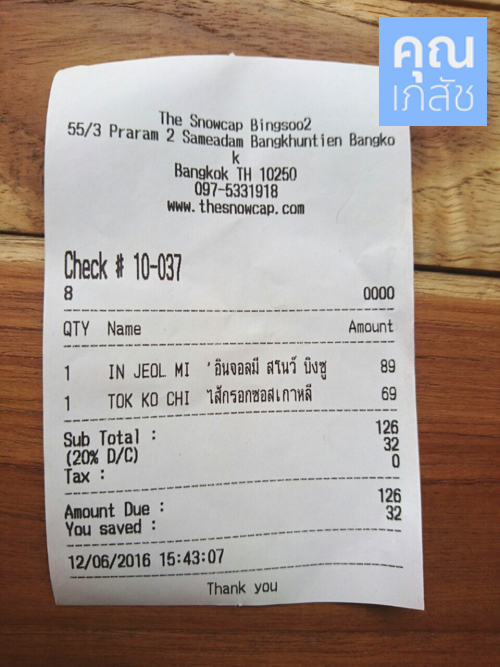 คุณ
เภสัช
The Snowcap Bingsoo2
55/3 Praram 2 Sameadam Bangkhuntien Bangko
k
Bangkok TH 10250
097-5331918
www.thesnowcap.com
Check # 10-037
8 0000
QTY Name Amount
1 IN JEOL MI 'อินจอลมี สโนว์ บิงซู 89
1 TOK KO CHI ไส้กรอกซอสเกาหลี 69
Sub Total : 126
(20% D/C) 32
Tax : 0
Amount Due : 126
You saved : 32
12/06/2016 15:43:07
Thank you